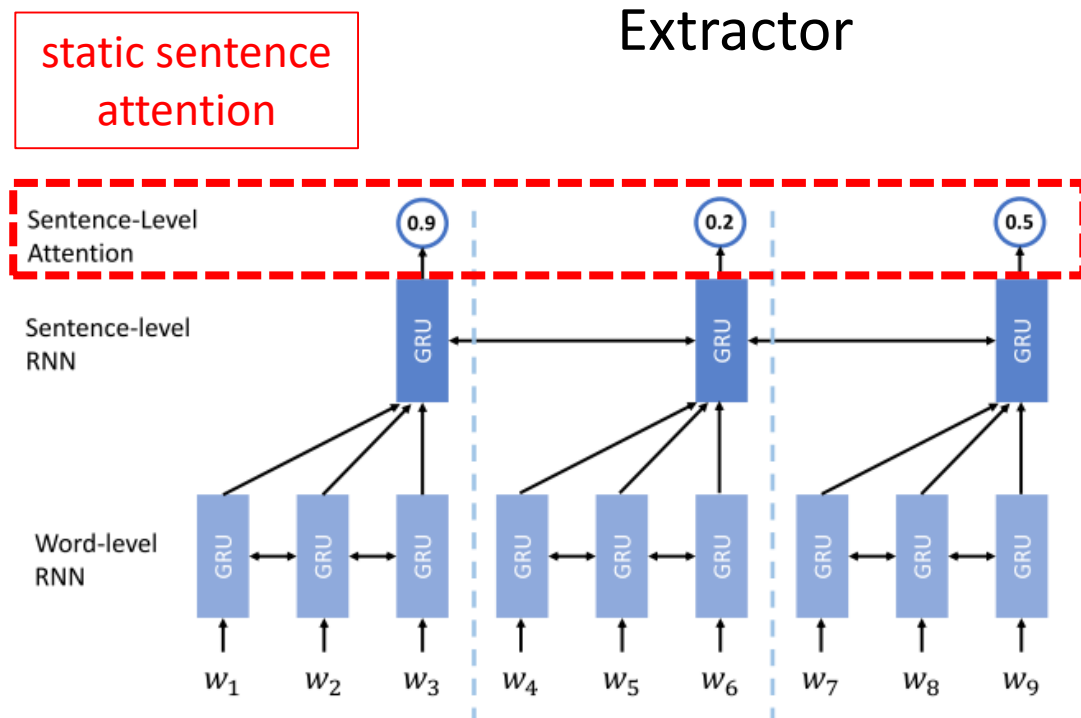 Extractor
static sentence
attention
Sentence-Level
Attention
0.9
0.2
0.5
Sentence-level
RNN
GRU
GRU
GRU
Word-level
RNN
GRU
GRU
GRU
GRU
GRU
GRU
GRU
GRU
GRU
w₁ w₂ w₃ w₄ w₅ w₆ w₇ w₈ w₉